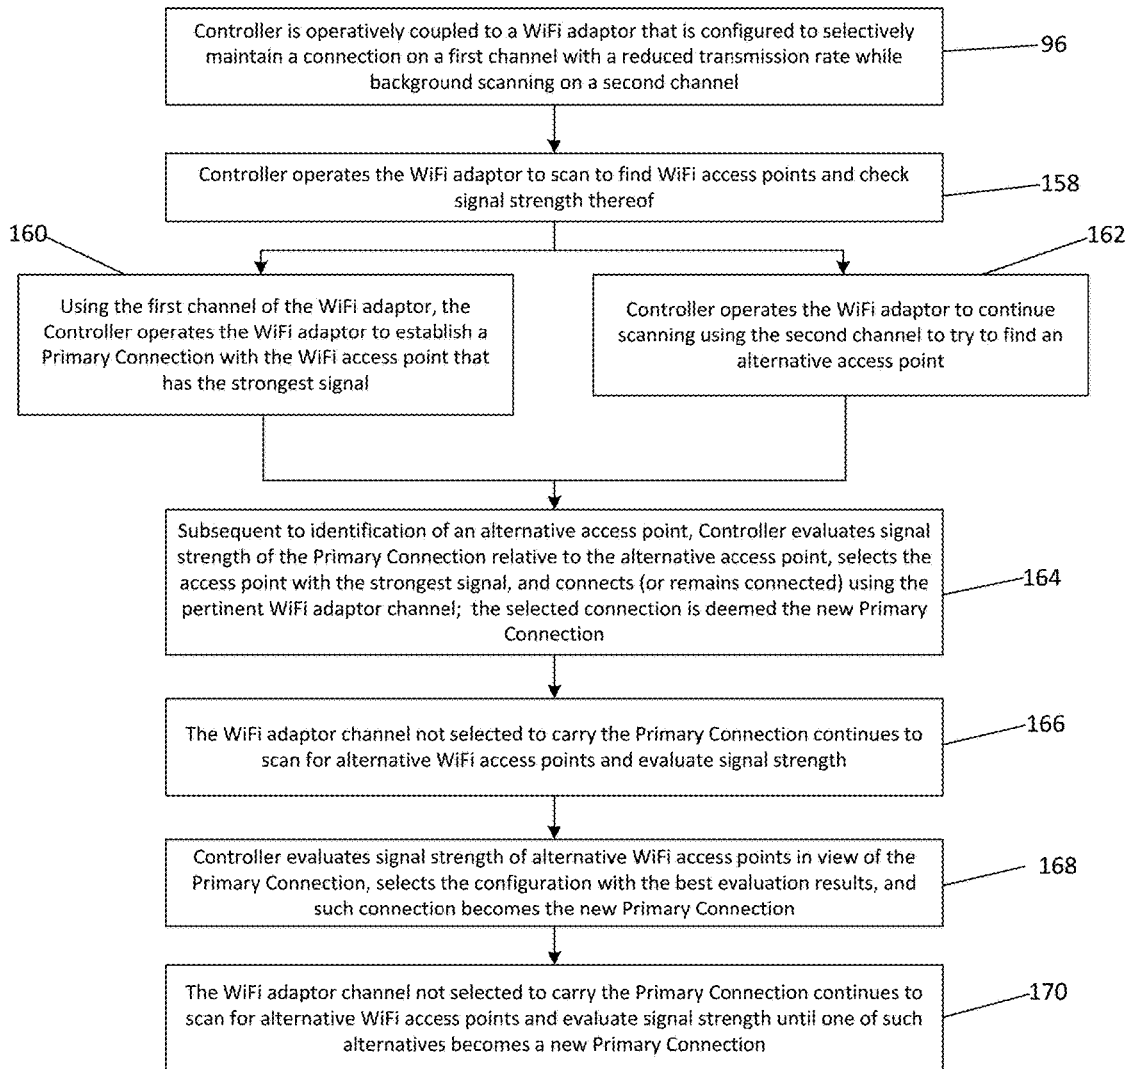 Controller is operatively coupled to a WiFi adaptor that is configured to selectively
maintain a connection on a first channel with a reduced transmission rate while
background scanning on a second channel
96
Controller operates the WiFi adaptor to scan to find WiFi access points and check
signal strength thereof
158
160
Using the first channel of the WiFi adaptor, the
Controller operates the WiFi adaptor to establish a
Primary Connection with the WiFi access point that
has the strongest signal
162
Controller operates the WiFi adaptor to continue
scanning using the second channel to try to find an
alternative access point
Subsequent to identification of an alternative access point, Controller evaluates signal
strength of the Primary Connection relative to the alternative access point, selects the
access point with the strongest signal, and connects (or remains connected) using the
pertinent WiFi adaptor channel; the selected connection is deemed the new Primary
Connection
164
The WiFi adaptor channel not selected to carry the Primary Connection continues to
scan for alternative WiFi access points and evaluate signal strength
166
Controller evaluates signal strength of alternative WiFi access points in view of the
Primary Connection, selects the configuration with the best evaluation results, and
such connection becomes the new Primary Connection
168
The WiFi adaptor channel not selected to carry the Primary Connection continues to
scan for alternative WiFi access points and evaluate signal strength until one of such
alternatives becomes a new Primary Connection
170